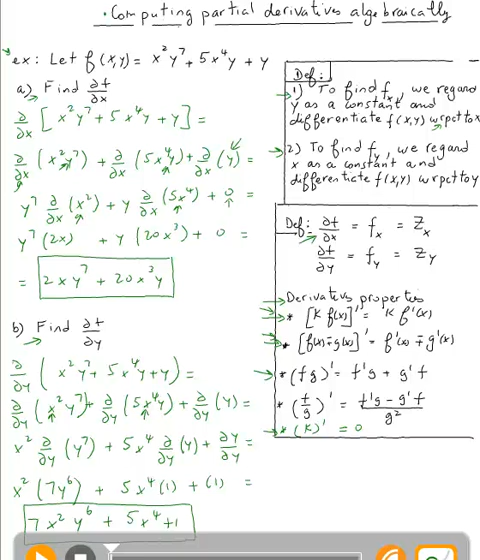 • Computing partial derivatives algebraically
ex: Let f(x,y) = x²y⁷ + 5x⁴y + y
a) Find ∂f/∂x
∂/∂x [x²y⁷ + 5x⁴y + y] =
∂/∂x (x²y⁷) + ∂/∂x (5x⁴y) + ∂/∂x (y) =
y⁷ ∂/∂x (x²) + y ∂/∂x (5x⁴) + 0 =
y⁷(2x) + y(20x³) + 0 =
= 2xy⁷ + 20x³y
b) Find ∂f/∂y
∂/∂y (x²y⁷ + 5x⁴y + y) =
∂/∂y (x²y⁷) + ∂/∂y (5x⁴y) + ∂/∂y (y) =
x² ∂/∂y (y⁷) + 5x⁴ ∂/∂y (y) + ∂y/∂y =
x²(7y⁶) + 5x⁴(1) + (1) =
7x²y⁶ + 5x⁴ + 1
Def:
1) To find fx, we regard
y as a constant and
differentiate f(x,y) wrpct to x
2) To find fy, we regard
x as a constant and
differentiate f(x,y) wrpct to y
Def: ∂f/∂x = fx = Zx
∂f/∂y = fy = Zy
Derivatives properties
* [K f(x)]' = K f'(x)
* [f(x) ∓ g(x)]' = f'(x) ∓ g'(x)
* (fg)' = f'g + g'f
* (f/g)' = f'g - g'f / g²
* (K)' = 0